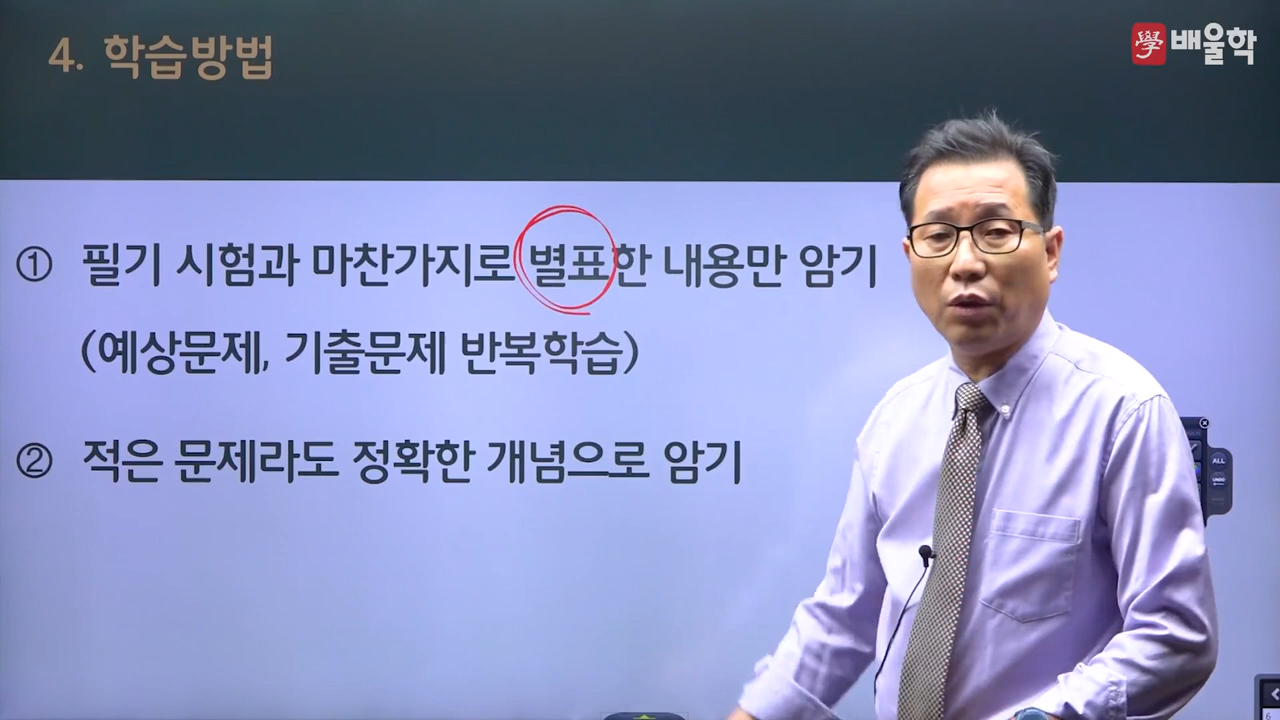 4. 학습방법
學 배울학
① 필기 시험과 마찬가지로 별표한 내용만 암기
(예상문제, 기출문제 반복학습)
② 적은 문제라도 정확한 개념으로 암기
ALL
UNDO